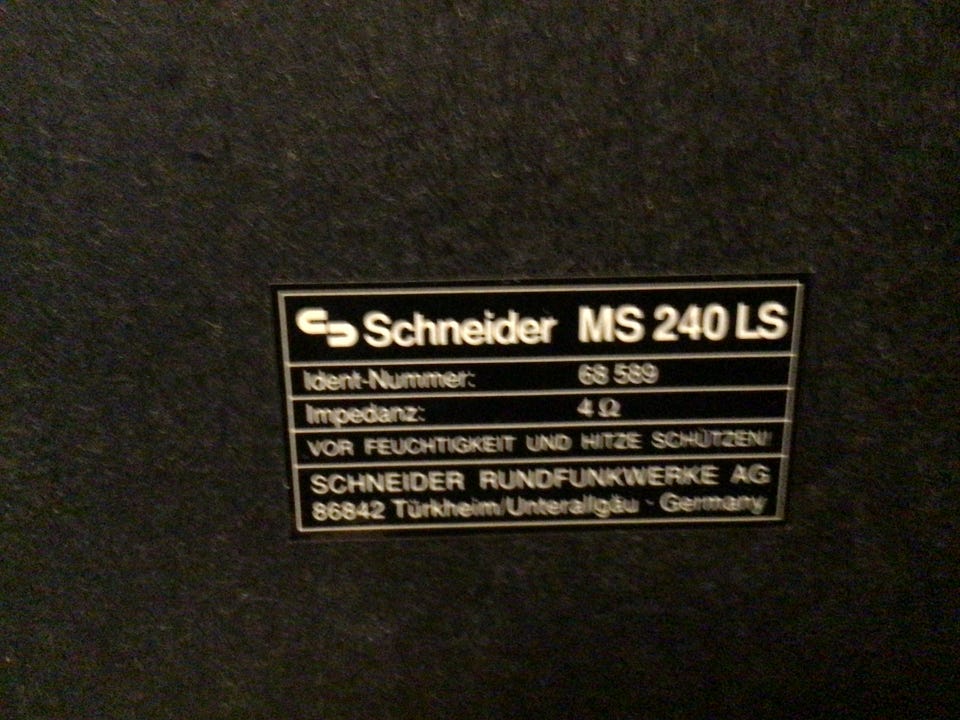 Schneider MS 240 LS
Ident-Nummer: 68 589
Impedanz: 4 Ω
VOR FEUCHTIGKEIT UND HITZE SCHÜTZEN!
SCHNEIDER RUNDFUNKWERKE AG
86842 Türkheim/Unterallgäu - Germany